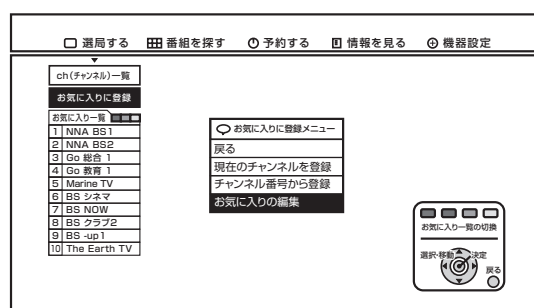 選局する 番組を探す 予約する 情報を見る 機器設定
ch(チャンネル)一覧
お気に入りに登録
お気に入り一覧
1 NNA BS1
2 NNA BS2
3 Go 総合 1
4 Go 教育 1
5 Marine TV
6 BS シネマ
7 BS NOW
8 BS クラブ2
9 BS -up1
10 The Earth TV
お気に入りに登録メニュー
戻る
現在のチャンネルを登録
チャンネル番号から登録
お気に入りの編集
お気に入り一覧の切換
選択・移動 決定
戻る